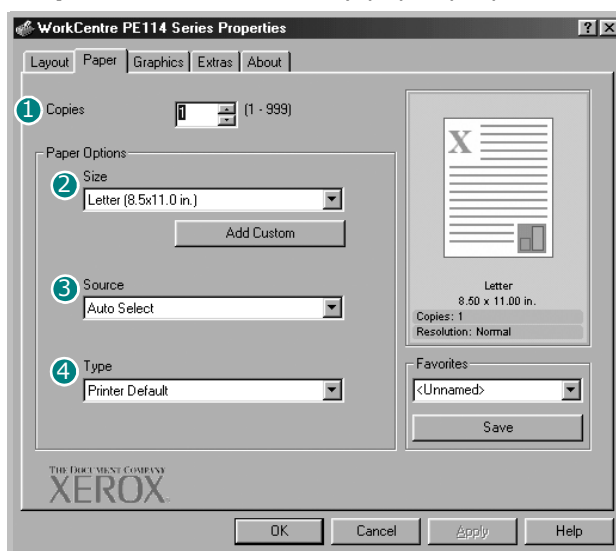 WorkCentre PE114 Series Properties
Layout Paper Graphics Extras About
1 Copies 1 (1 - 999)
Paper Options
2 Size
Letter (8.5x11.0 in.)
Add Custom
3 Source
Auto Select
4 Type
Printer Default
X
Letter
8.50 x 11.00 in.
Copies: 1
Resolution: Normal
Favorites
<Unnamed>
Save
THE DOCUMENT COMPANY
XEROX
OK Cancel Apply Help